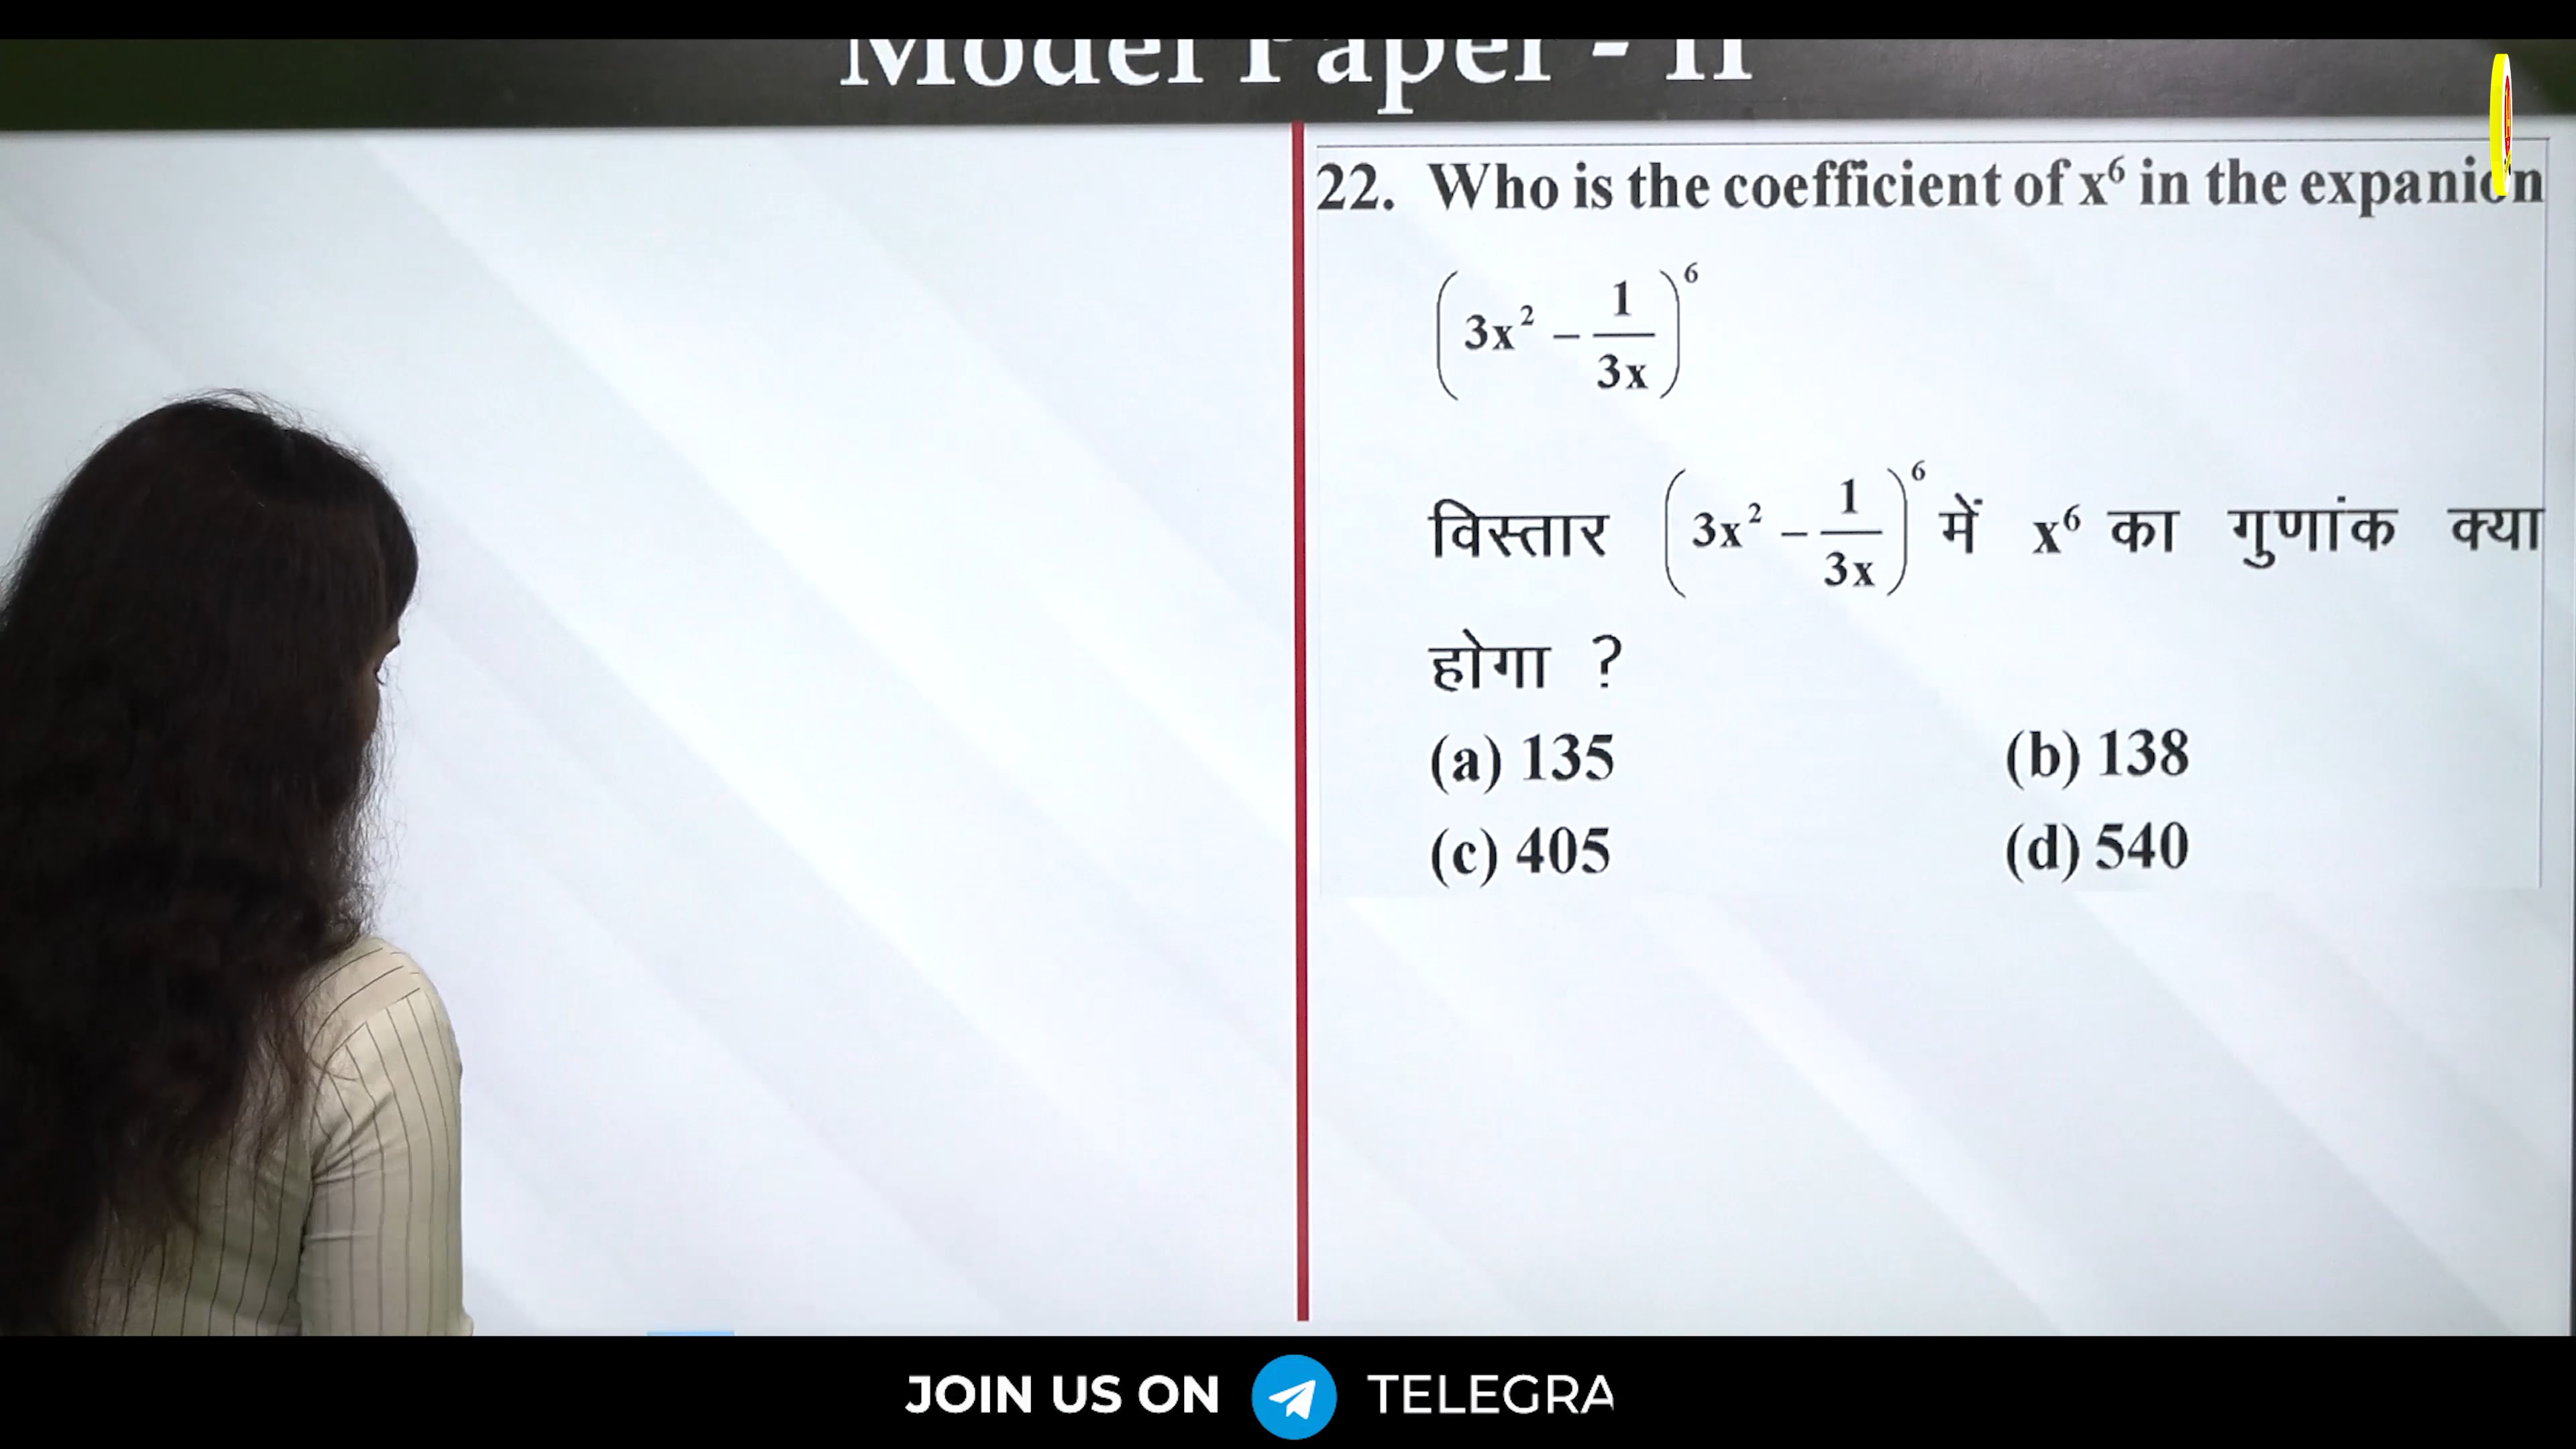 Model Paper - II
22. Who is the coefficient of x⁶ in the expanion
(3x² − 1/3x)⁶
विस्तार (3x² − 1/3x)⁶ में x⁶ का गुणांक क्या
होगा ?
(a) 135 (b) 138
(c) 405 (d) 540
JOIN US ON TELEGRA